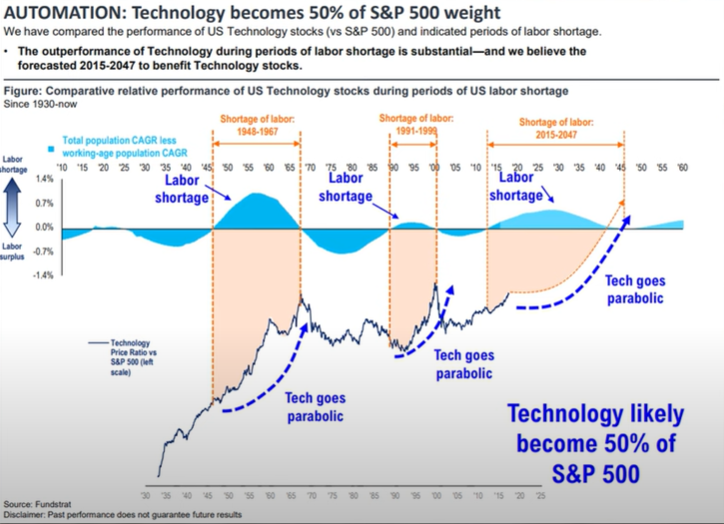 AUTOMATION: Technology becomes 50% of S&P 500 weight
We have compared the performance of US Technology stocks (vs S&P 500) and indicated periods of labor shortage.
• The outperformance of Technology during periods of labor shortage is substantial—and we believe the
forecasted 2015-2047 to benefit Technology stocks.
Figure: Comparative relative performance of US Technology stocks during periods of US labor shortage
Since 1930-now
Shortage of labor:
1948-1967
Shortage of labor:
1991-1999
Shortage of labor:
2015-2047
Total population CAGR less
working-age population CAGR
Labor
shortage
Labor
surplus
'10 '15 '20 '25 '30 '35 '40 '45 '50 '55 '60 '65 '70 '75 '80 '85 '90 '95 '00 '05 '10 '15 '20 '25 '30 '35 '40 '45 '50 '55 '60
1.4%
0.7%
0.0%
-0.7%
-1.4%
Labor
shortage
Labor
shortage
Labor
shortage
Technology
Price Ratio vs
S&P 500 (left
scale)
Tech goes
parabolic
Tech goes
parabolic
Tech goes
parabolic
Technology likely
become 50% of
S&P 500
'30 '35 '40 '45 '50 '55 '60 '65 '70 '75 '80 '85 '90 '95 '00 '05 '10 '15 '20 '25
Source: Fundstrat
Disclaimer: Past performance does not guarantee future results